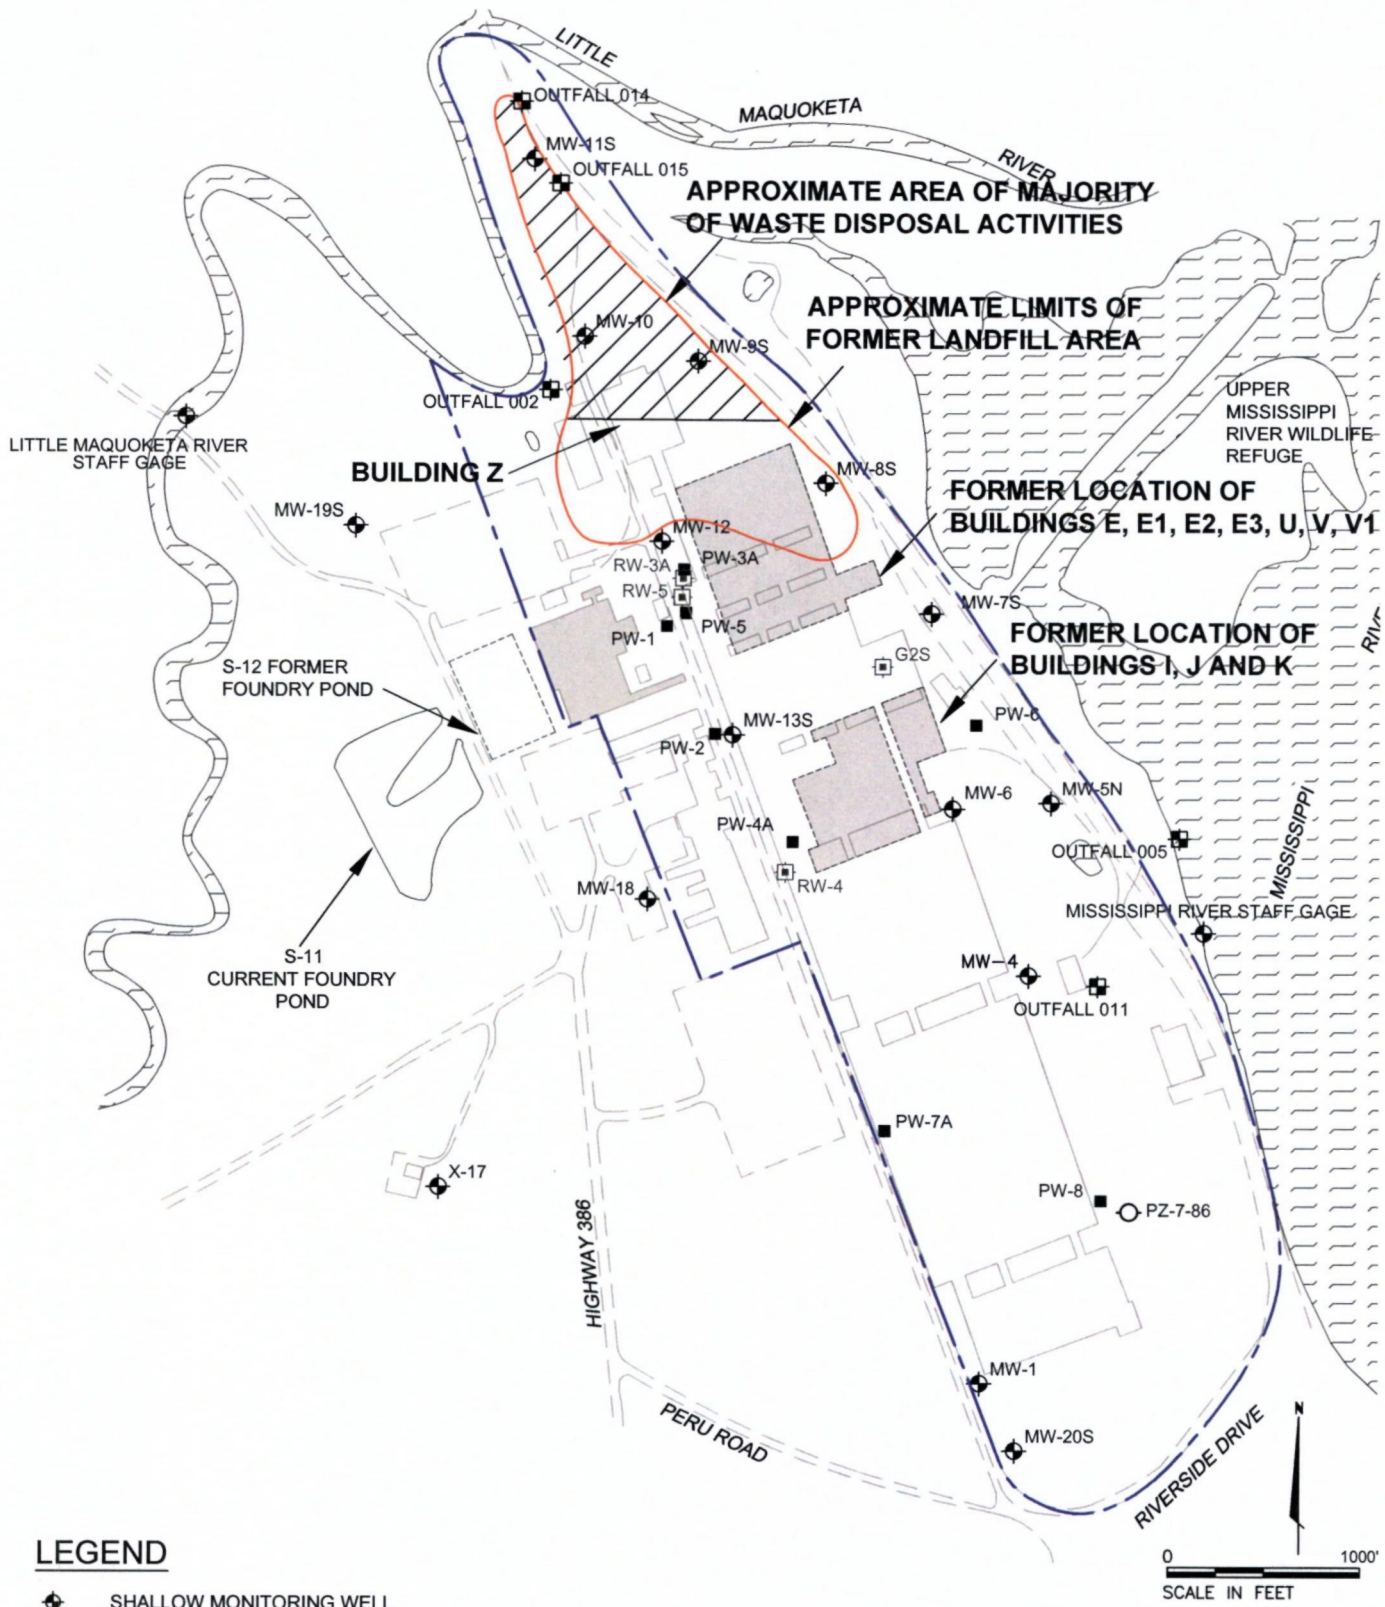 LITTLE
OUTFALL 014
MAQUOKETA
MW-11S
RIVER
OUTFALL 015
APPROXIMATE AREA OF MAJORITY
OF WASTE DISPOSAL ACTIVITIES
APPROXIMATE LIMITS OF
FORMER LANDFILL AREA
MW-10
MW-9S
OUTFALL 002
UPPER
MISSISSIPPI
RIVER WILDLIFE
REFUGE
LITTLE MAQUOKETA RIVER
STAFF GAGE
BUILDING Z
MW-8S
FORMER LOCATION OF
BUILDINGS E, E1, E2, E3, U, V, V1
MW-19S
MW-12
PW-3A
RW-3A
RW-5
PW-1
PW-5
MW-7S
FORMER LOCATION OF
BUILDINGS I, J AND K
S-12 FORMER
FOUNDRY POND
G2S
MW-13S
PW-2
PW-6
MW-6
MW-5N
PW-4A
OUTFALL 005
MISSISSIPPI
MW-18
RW-4
MISSISSIPPI RIVER STAFF GAGE
S-11
CURRENT FOUNDRY
POND
MW-4
OUTFALL 011
PW-7A
X-17
PW-8
PZ-7-86
HIGHWAY 386
MW-1
PERU ROAD
MW-20S
RIVERSIDE DRIVE
N
LEGEND
0 1000'
SCALE IN FEET
SHALLOW MONITORING WELL